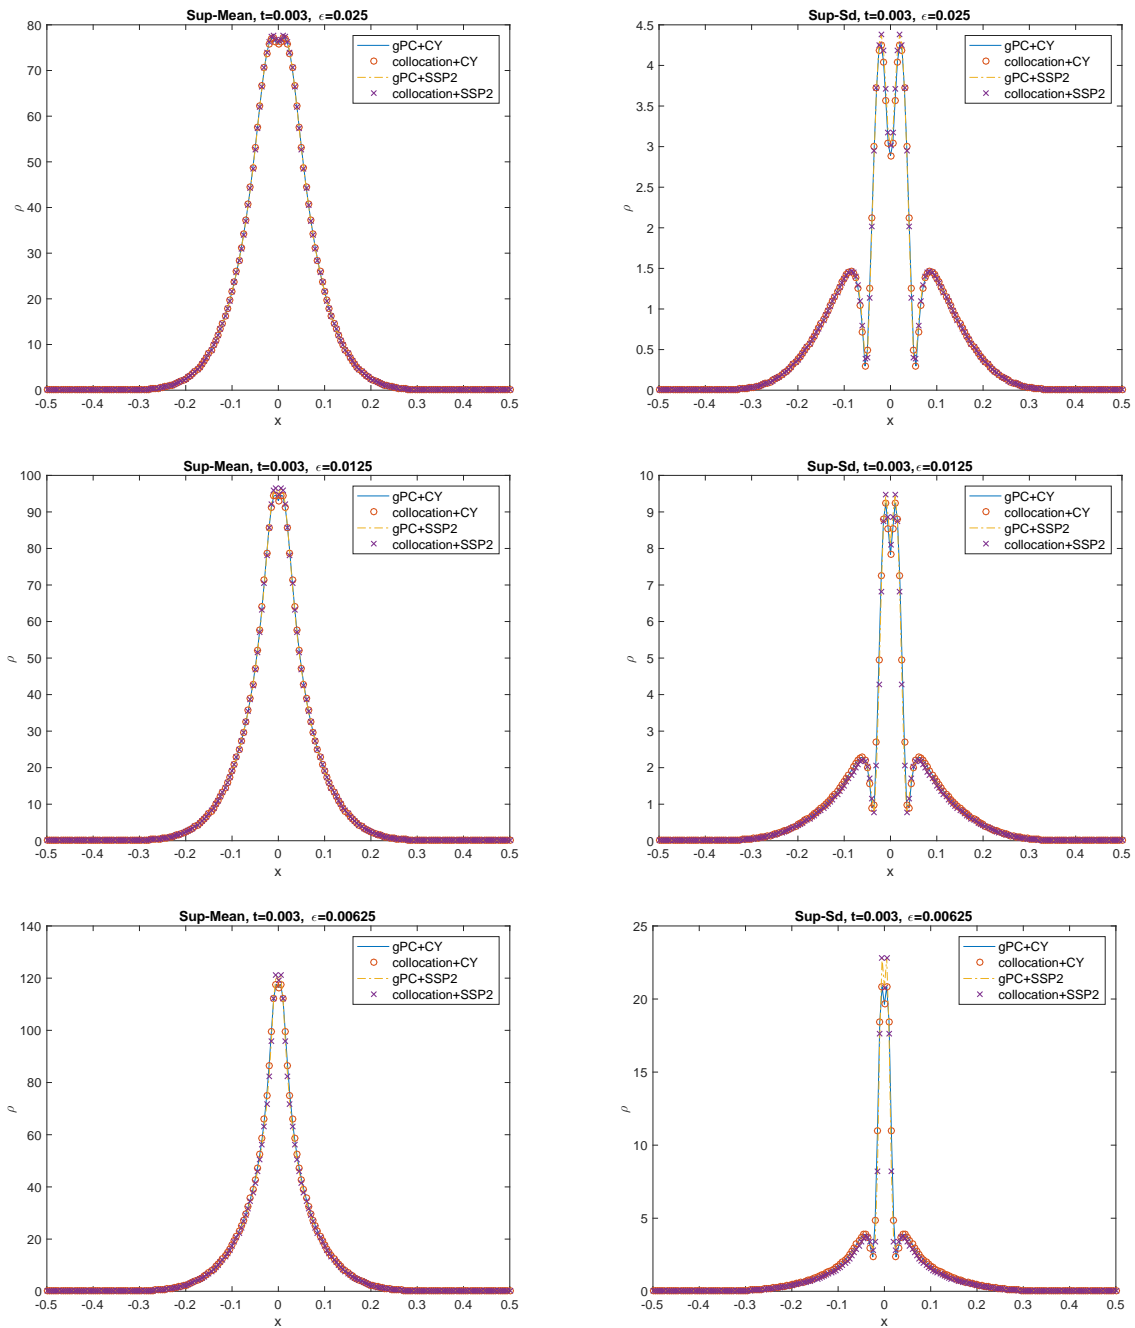 Sup-Mean, t=0.003, ϵ=0.025
80
70
60
50
40
30
20
10
0
ρ
-0.5 -0.4 -0.3 -0.2 -0.1 0 0.1 0.2 0.3 0.4 0.5
x
gPC+CY
collocation+CY
gPC+SSP2
collocation+SSP2
Sup-Sd, t=0.003, ϵ=0.025
4.5
4
3.5
3
2.5
2
1.5
1
0.5
0
ρ
-0.5 -0.4 -0.3 -0.2 -0.1 0 0.1 0.2 0.3 0.4 0.5
x
gPC+CY
collocation+CY
gPC+SSP2
collocation+SSP2
Sup-Mean, t=0.003, ϵ=0.0125
100
90
80
70
60
50
40
30
20
10
0
ρ
-0.5 -0.4 -0.3 -0.2 -0.1 0 0.1 0.2 0.3 0.4 0.5
x
gPC+CY
collocation+CY
gPC+SSP2
collocation+SSP2
Sup-Sd, t=0.003,ϵ=0.0125
10
9
8
7
6
5
4
3
2
1
0
ρ
-0.5 -0.4 -0.3 -0.2 -0.1 0 0.1 0.2 0.3 0.4 0.5
x
gPC+CY
collocation+CY
gPC+SSP2
collocation+SSP2
Sup-Mean, t=0.003, ϵ=0.00625
140
120
100
80
60
40
20
0
ρ
-0.5 -0.4 -0.3 -0.2 -0.1 0 0.1 0.2 0.3 0.4 0.5
x
gPC+CY
collocation+CY
gPC+SSP2
collocation+SSP2
Sup-Sd, t=0.003, ϵ=0.00625
25
20
15
10
5
0
ρ
-0.5 -0.4 -0.3 -0.2 -0.1 0 0.1 0.2 0.3 0.4 0.5
x
gPC+CY
collocation+CY
gPC+SSP2
collocation+SSP2